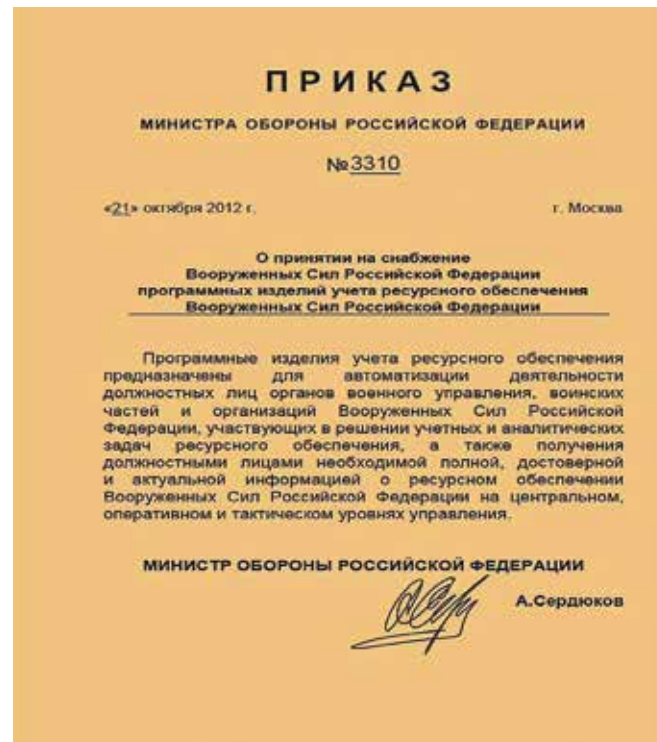 ПРИКАЗ
МИНИСТРА ОБОРОНЫ РОССИЙСКОЙ ФЕДЕРАЦИИ
№3310
«21» октября 2012 г. г. Москва
О принятии на снабжение
Вооруженных Сил Российской Федерации
программных изделий учета ресурсного обеспечения
Вооруженных Сил Российской Федерации
Программные изделия учета ресурсного обеспечения
предназначены для автоматизации деятельности
должностных лиц органов военного управления, воинских
частей и организаций Вооруженных Сил Российской
Федерации, участвующих в решении учетных и аналитических
задач ресурсного обеспечения, а также получения
должностными лицами необходимой полной, достоверной
и актуальной информацией о ресурсном обеспечении
Вооруженных Сил Российской Федерации на центральном,
оперативном и тактическом уровнях управления.
МИНИСТР ОБОРОНЫ РОССИЙСКОЙ ФЕДЕРАЦИИ
А.Сердюков